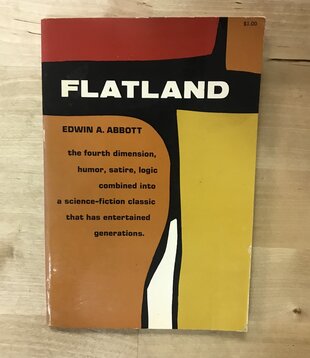 $1.00
FLATLAND
EDWIN A. ABBOTT
the fourth dimension,
humor, satire, logic
combined into
a science-fiction classic
that has entertained
generations.